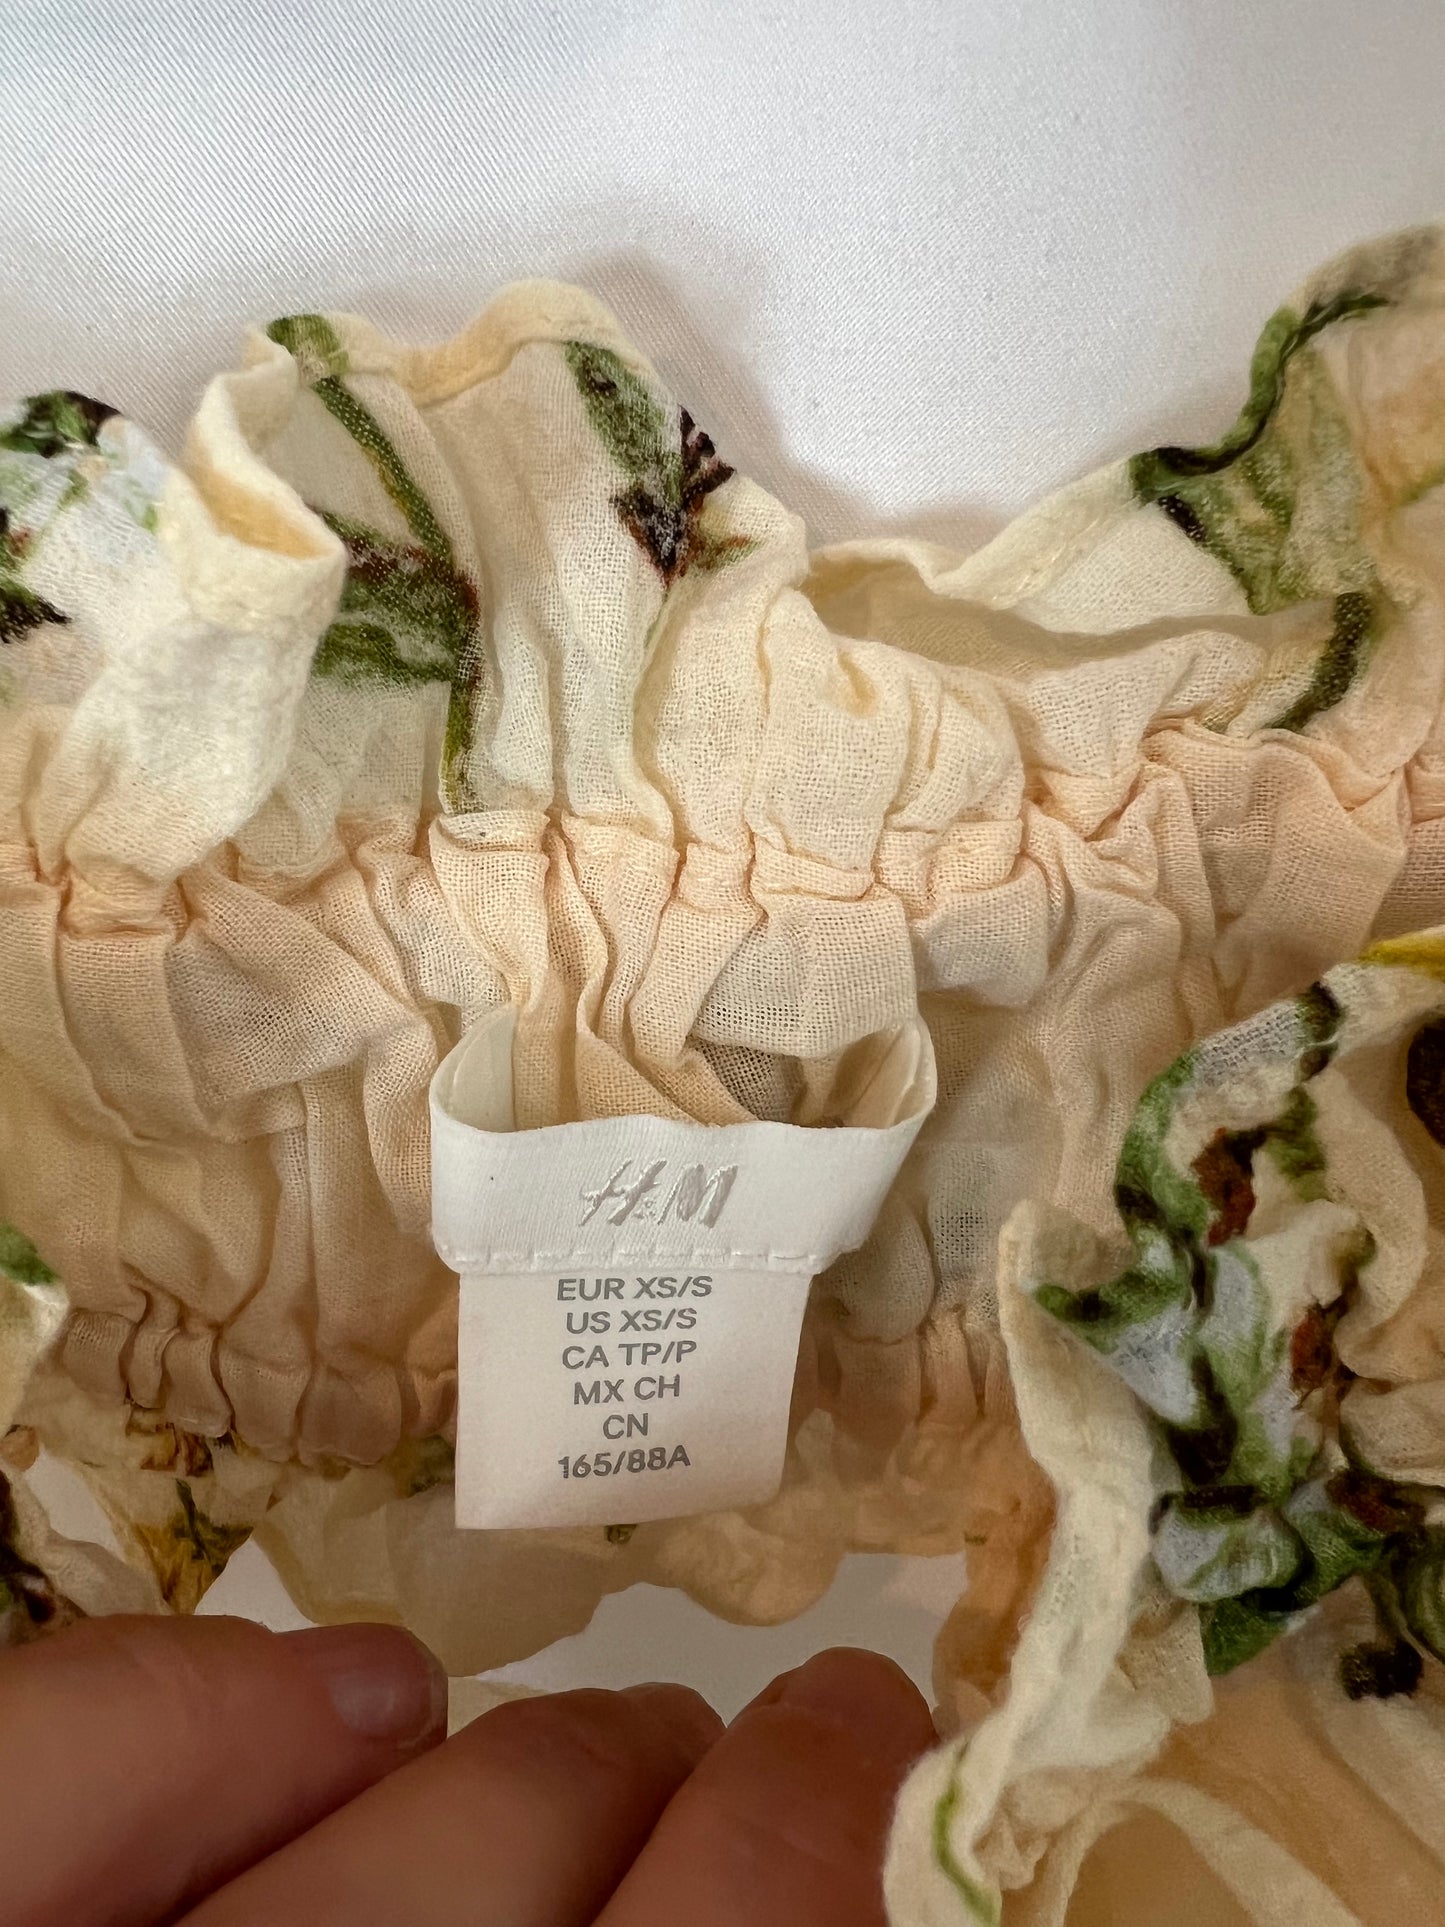 H&M
EUR XS/S
US XS/S
CA TP/P
MX CH
CN
165/88A